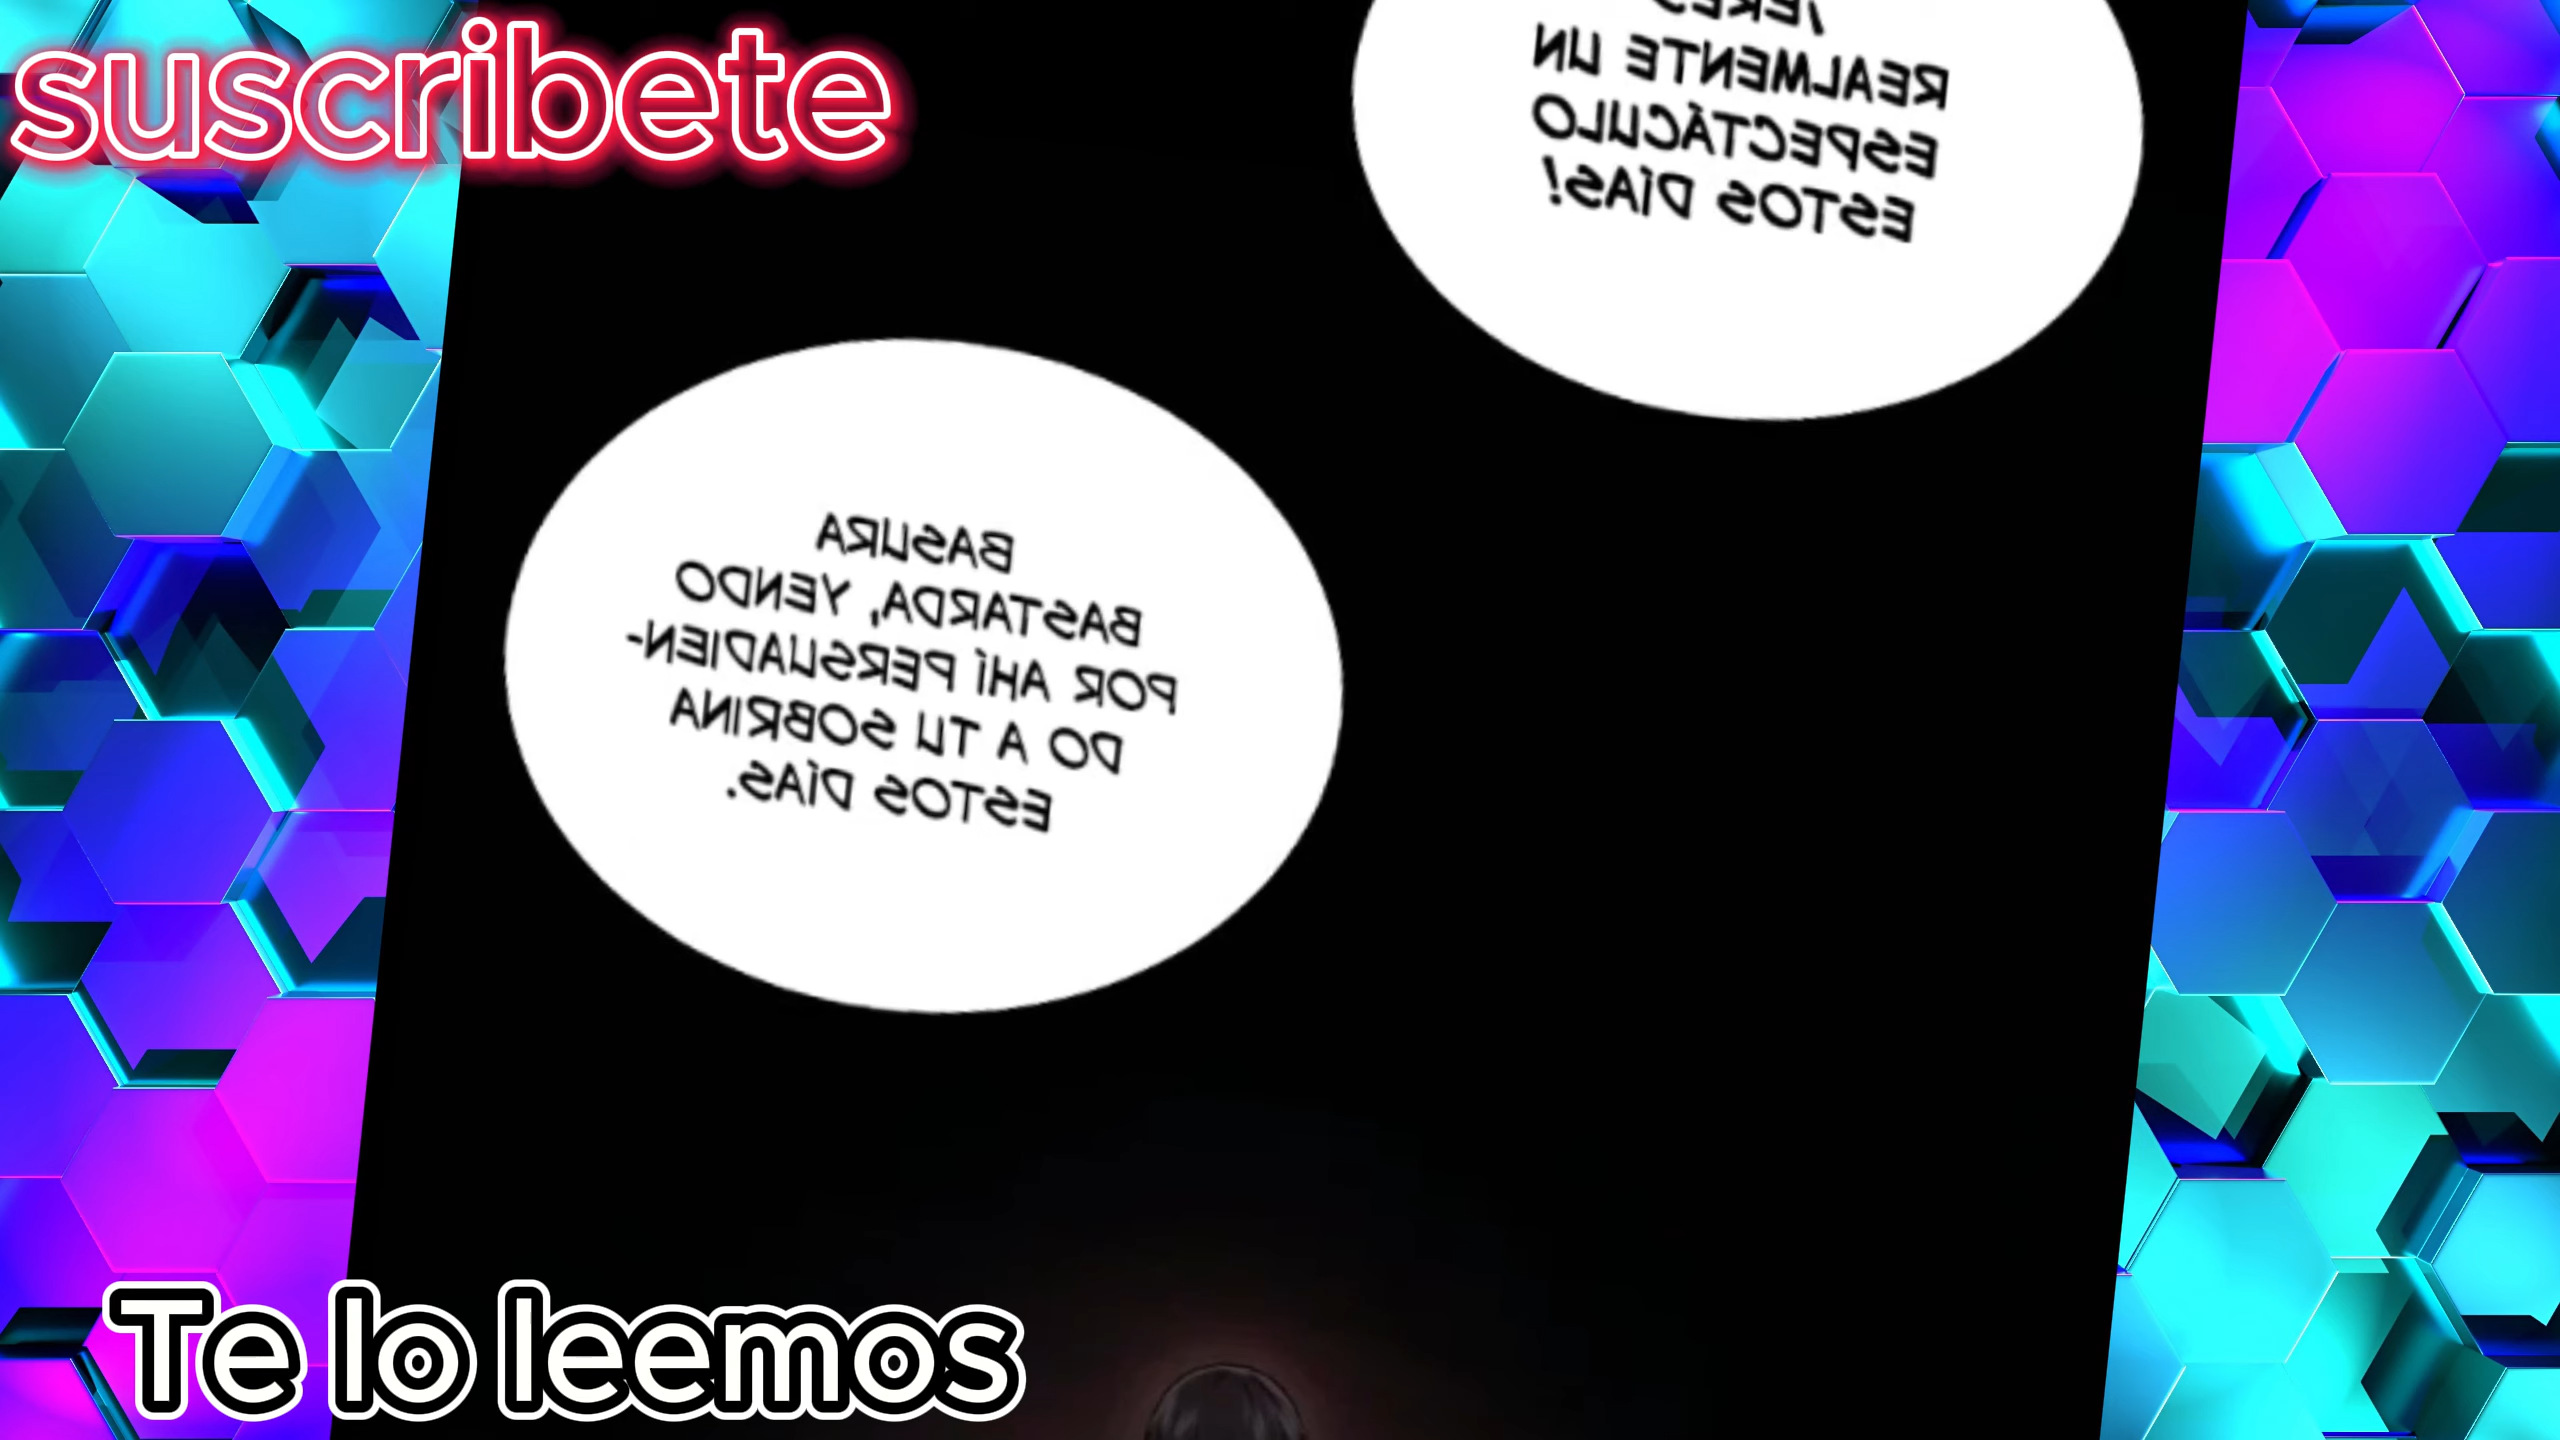 suscribete
¡ERES
REALMENTE UN
ESPECTÁCULO
ESTOS DÍAS!
BASURA
BASTARDA, YENDO
POR AHÍ PERSUADIEN-
DO A TU SOBRINA
ESTOS DÍAS.
Te lo leemos